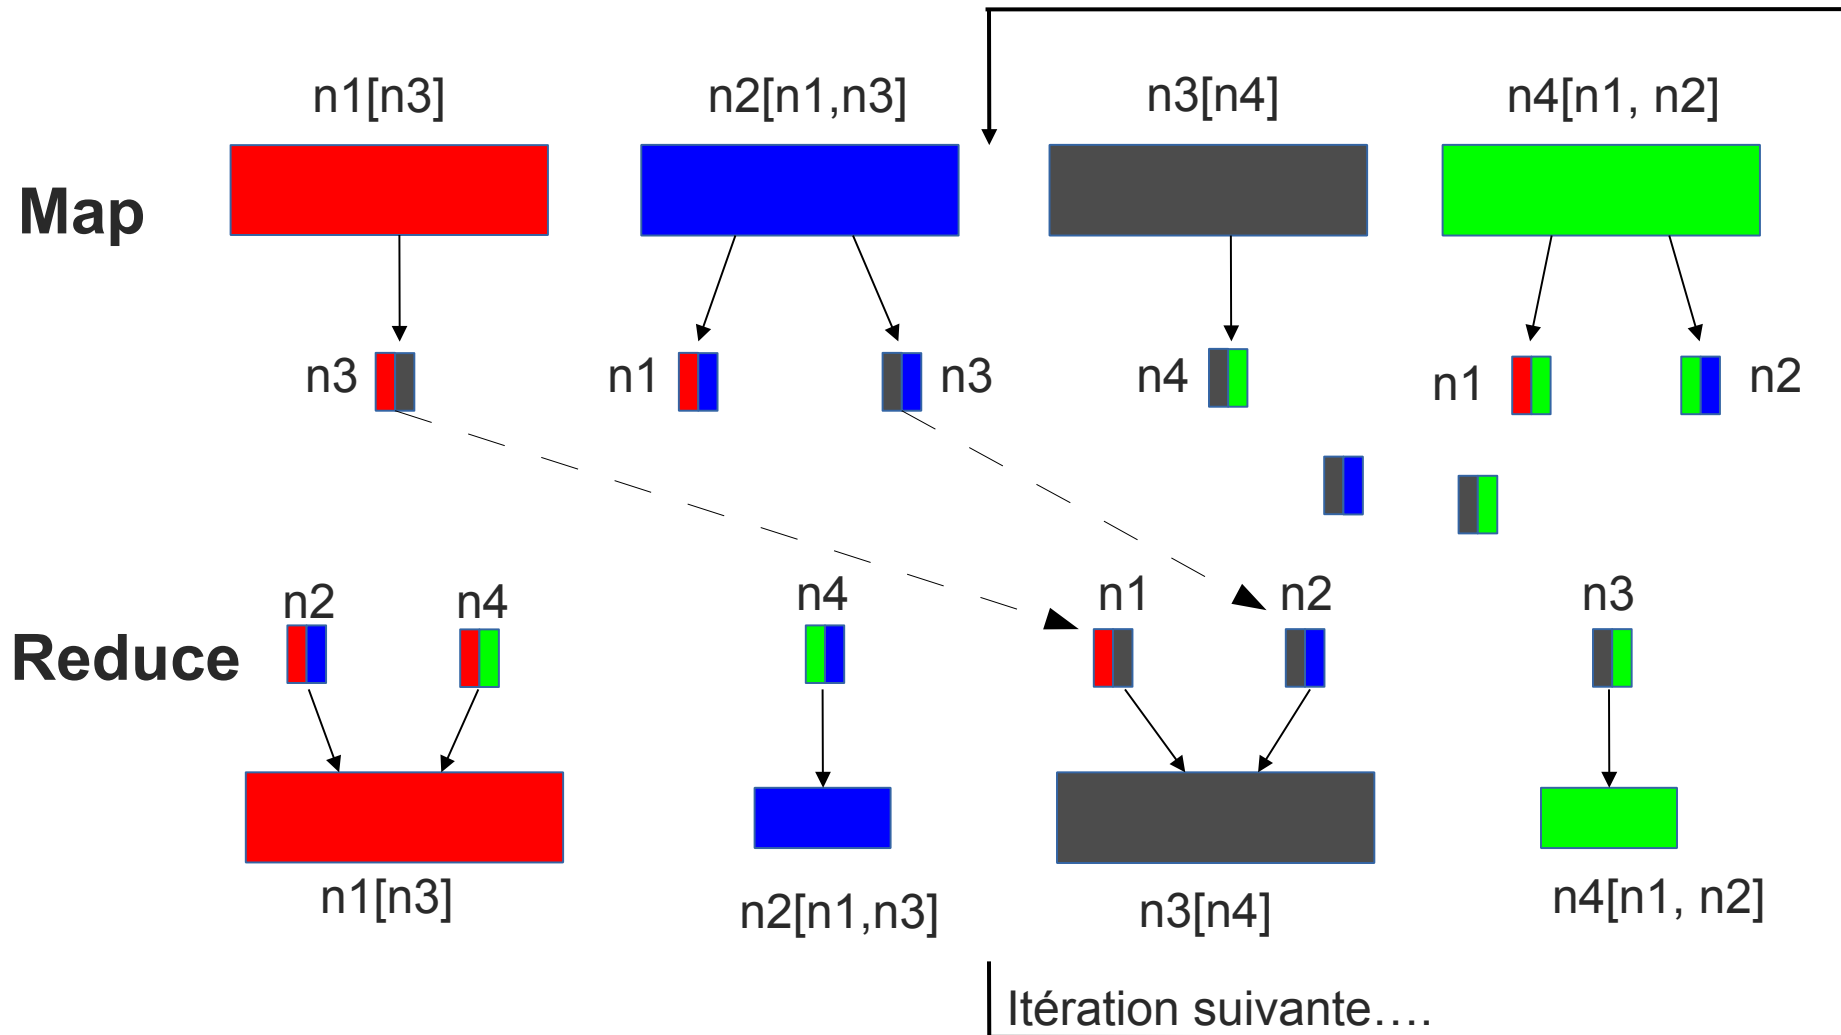 n1[n3] n2[n1,n3] n3[n4] n4[n1, n2]
Map
n3 n1 n3 n4 n1 n2
n2 n4 n4 n1 n2 n3
Reduce
n1[n3] n2[n1,n3] n3[n4] n4[n1, n2]
Itération suivante....